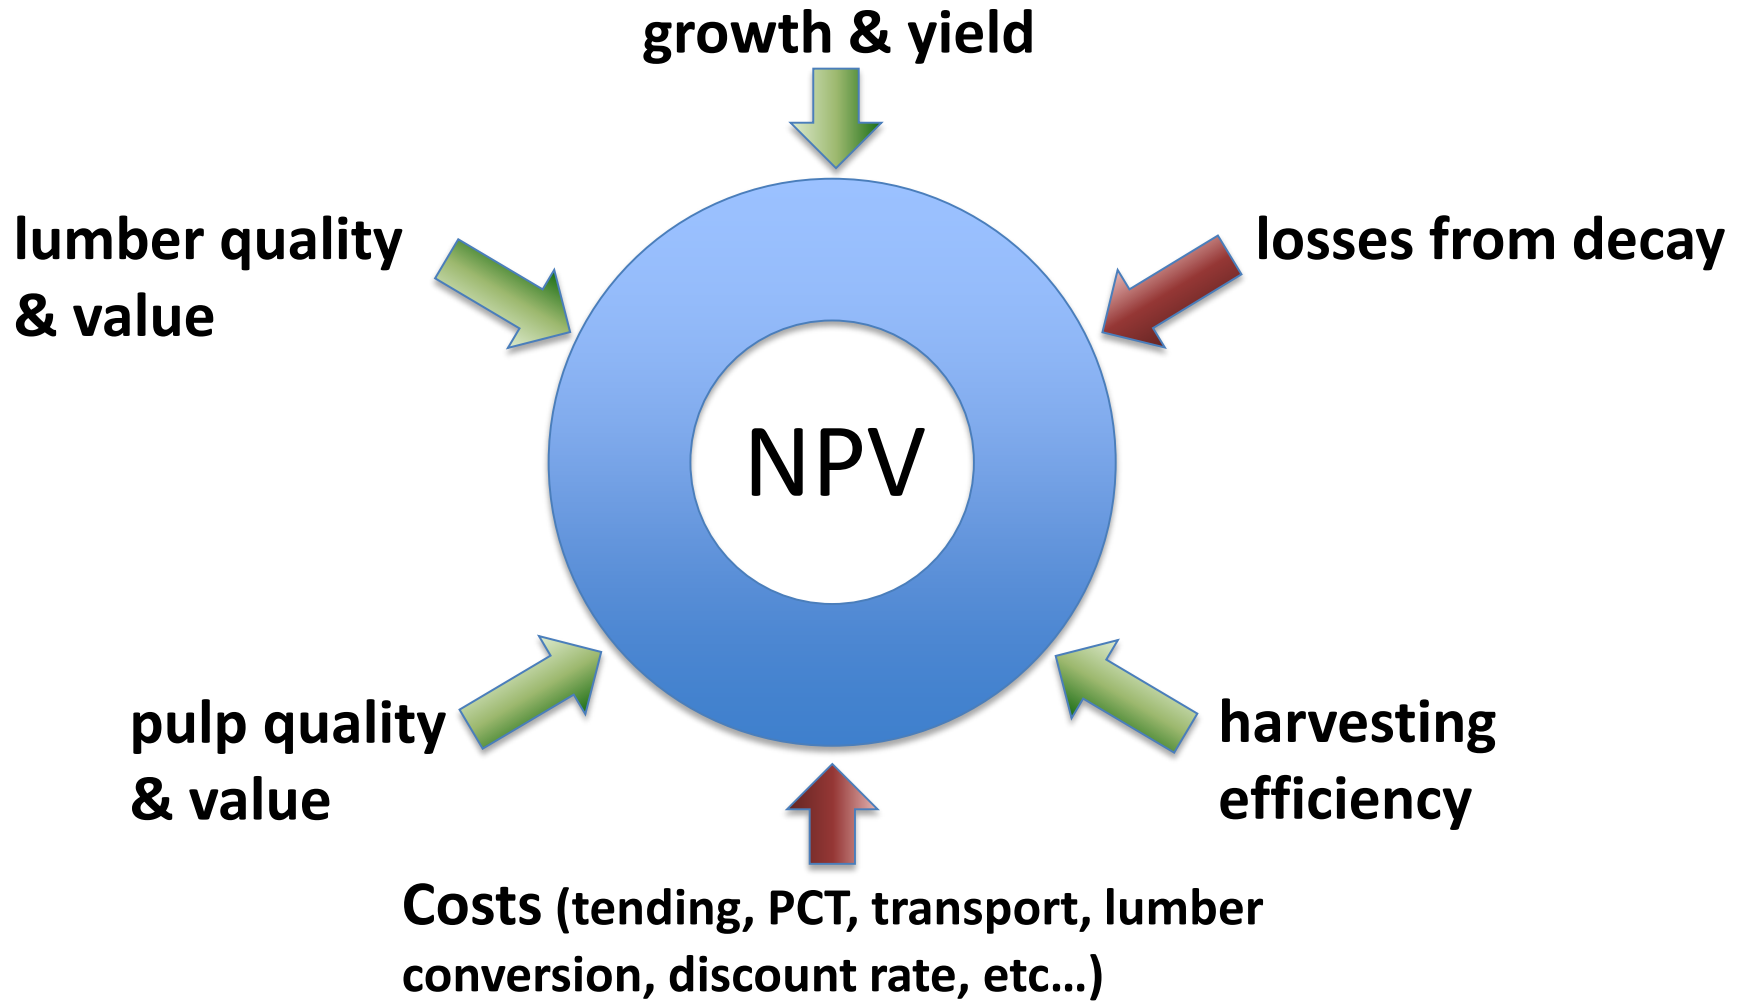 growth & yield
lumber quality
& value
losses from decay
NPV
pulp quality
& value
harvesting
efficiency
Costs (tending, PCT, transport, lumber
conversion, discount rate, etc...)